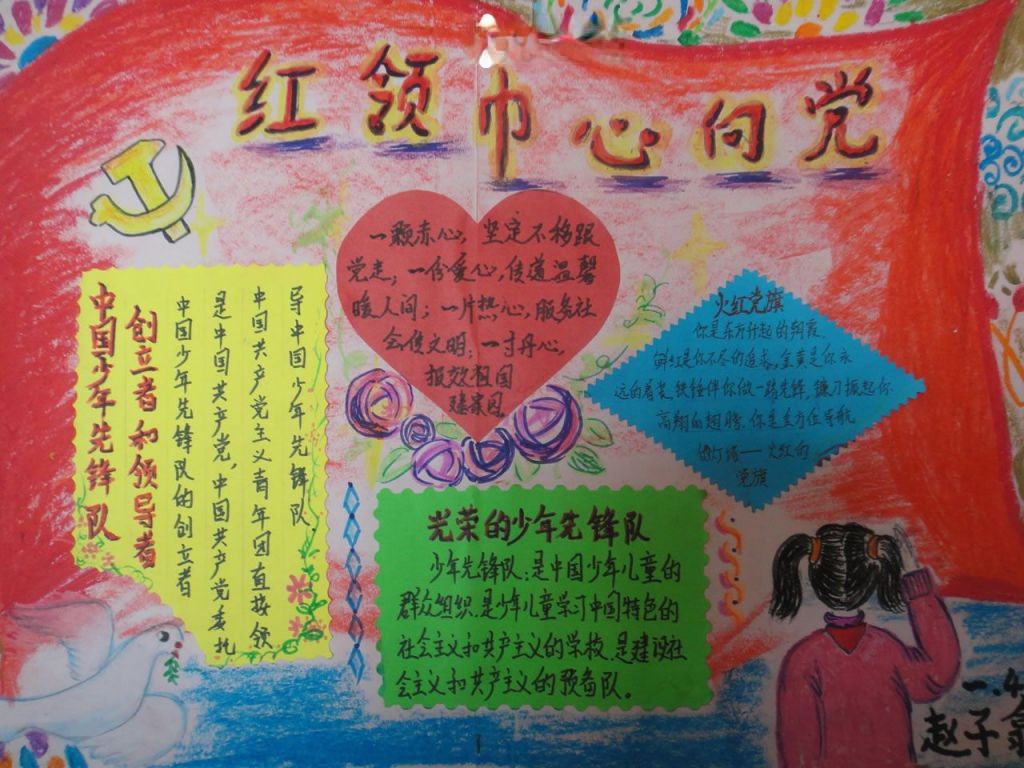 红领巾心向党
中国少年先锋队
创立者和领导者
中国少年先锋队的创立者
是中国共产党,中国共产党委托
中国共产党主义青年团直接领
导中国少年先锋队
一颗赤心,坚定不移跟
党走;一份爱心,传道温馨
暖人间;一片热心,服务社
会传文明;一寸丹心,
报效祖国
火红党旗
你是东方升起的朝霞
鲜红是你不尽的追求,金黄是你永
远的着装,铁锤伴你做一路先锋,镰刀振起你
高翔的翅膀,你是全方位导航
的灯塔——火红的
党旗
光荣的少年先锋队
少年先锋队:是中国少年儿童的
群众组织.是少年儿童学习中国特色的
社会主义和共产主义的学校.是建设社
会主义和共产主义的预备队。
一.4
赵子